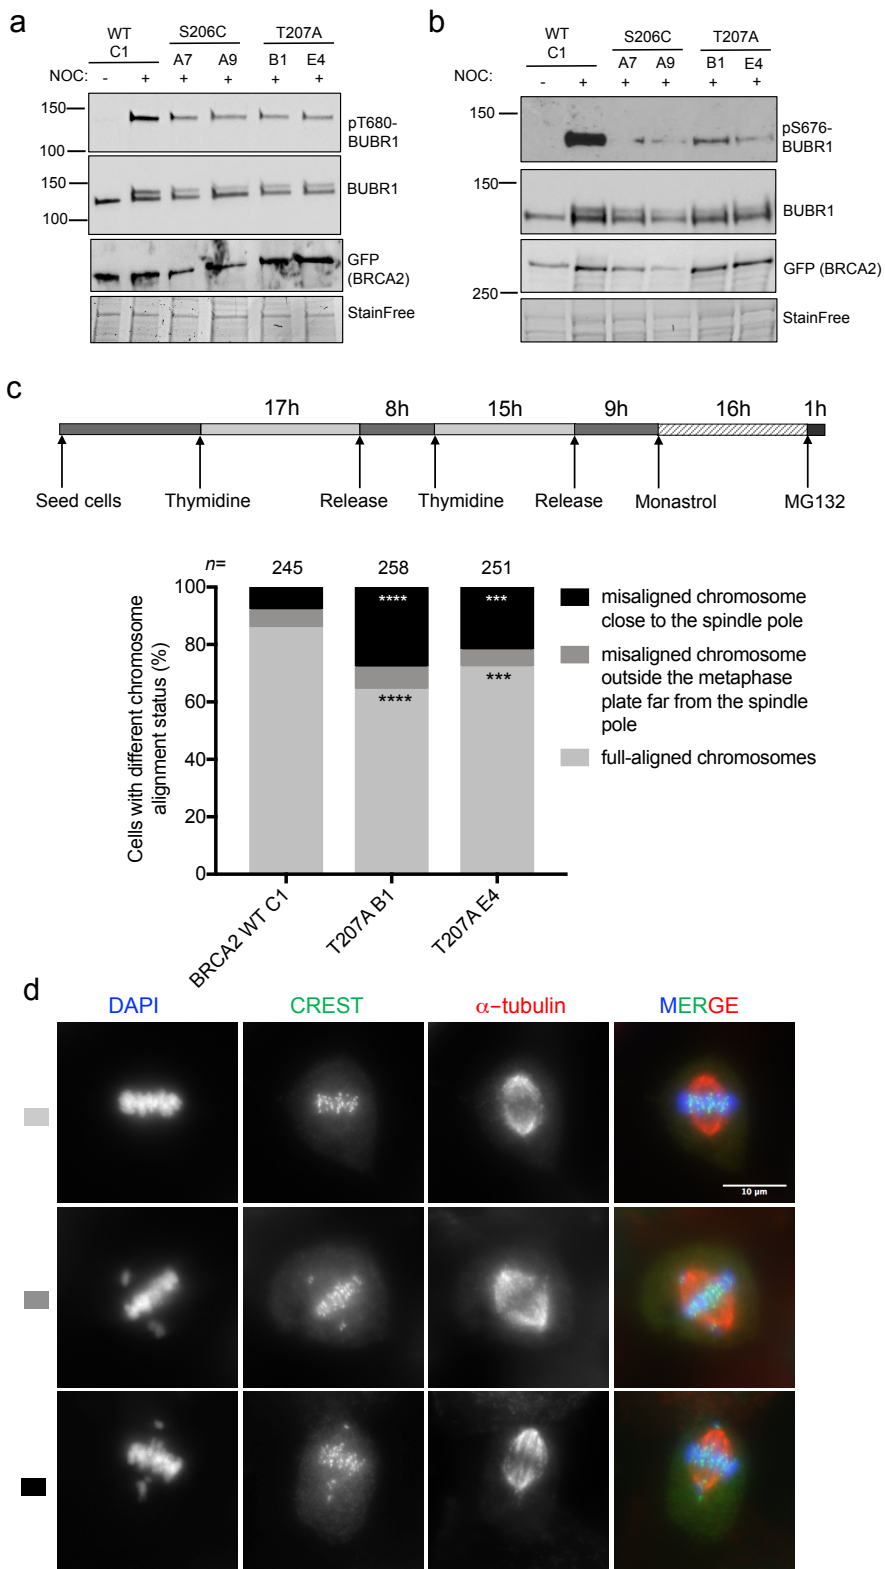 a
WT
C1
S206C
T207A
A7
A9
B1
E4
NOC:
-
+
+
+
+
+
150
100
pT680-
BUBR1
150
100
BUBR1
GFP
(BRCA2)
StainFree
b
WT
C1
S206C
T207A
A7
A9
B1
E4
NOC:
-
+
+
+
+
+
150
pS676-
BUBR1
150
BUBR1
GFP (BRCA2)
250
StainFree
c
17h
8h
15h
9h
16h
1h
Seed cells
Thymidine
Release
Thymidine
Release
Monastrol
MG132
n=
245
258
251
Cells with different chromosome
alignment status (%)
100
80
60
40
20
0
****
***
****
***
BRCA2 WT C1
T207A B1
T207A E4
misaligned chromosome
close to the spindle pole
misaligned chromosome
outside the metaphase
plate far from the spindle
pole
full-aligned chromosomes
d
DAPI
CREST
α−tubulin
MERGE
10 µm